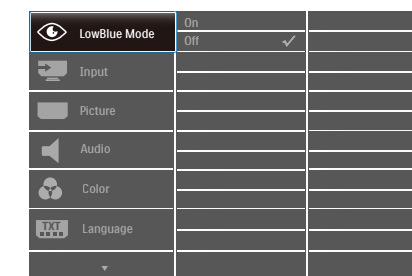 LowBlue Mode
On
Off
Input
Picture
Audio
Color
TXT
Language